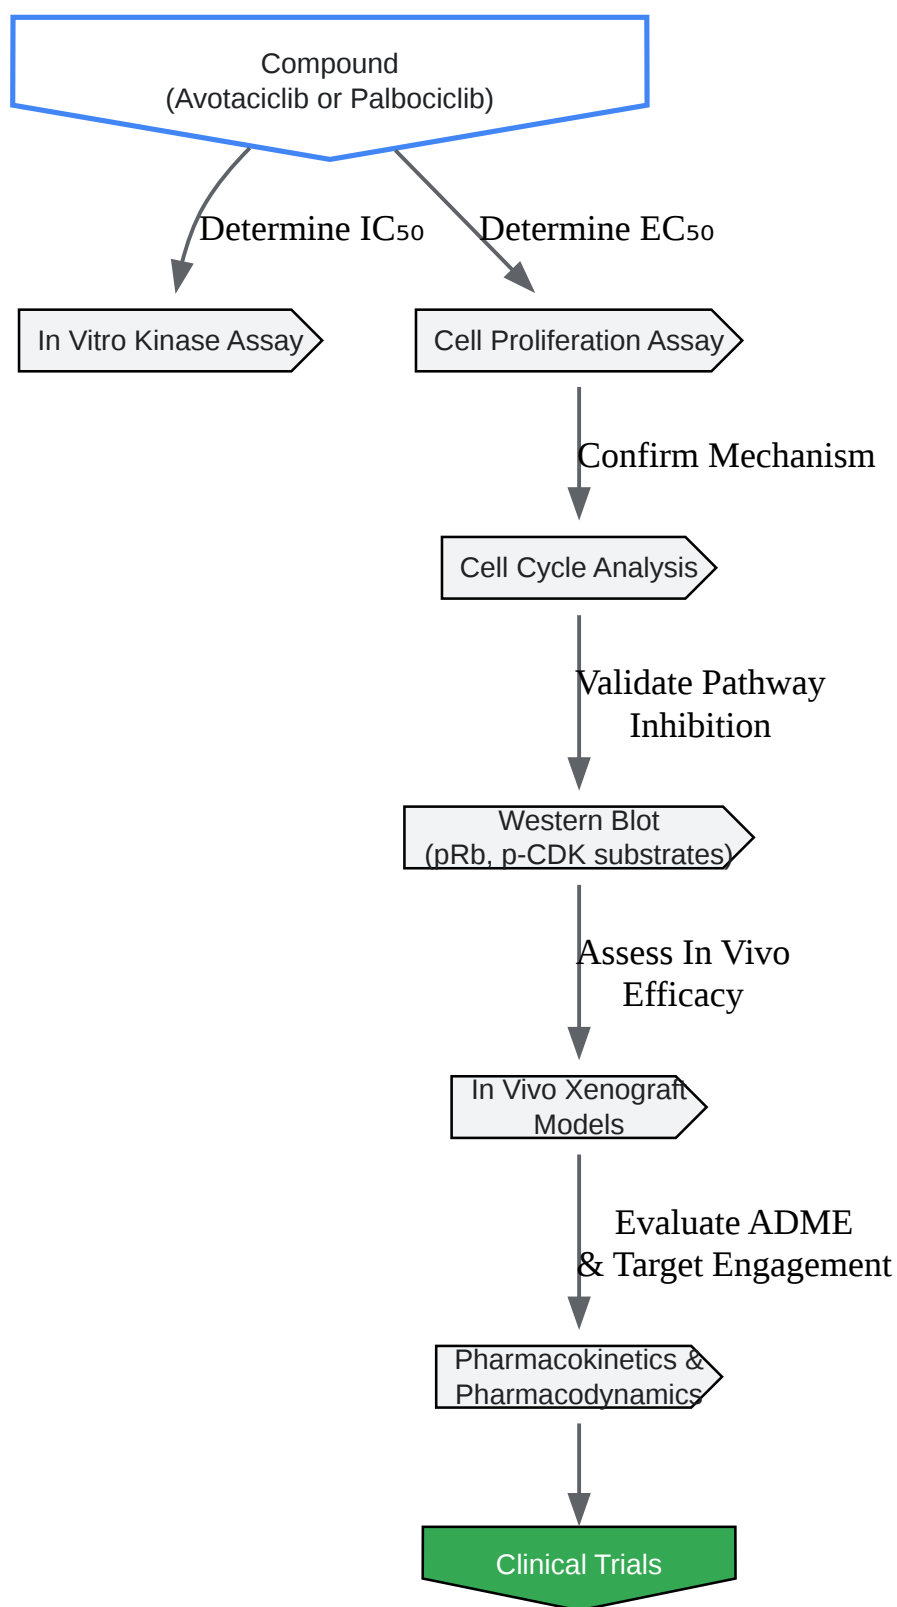 Compound
(Avotaciclib or Palbociclib)
Determine IC₅₀
Determine EC₅₀
In Vitro Kinase Assay
Cell Proliferation Assay
Confirm Mechanism
Cell Cycle Analysis
Validate Pathway
Inhibition
Western Blot
(pRb, p-CDK substrates)
Assess In Vivo
Efficacy
In Vivo Xenograft
Models
Evaluate ADME
& Target Engagement
Pharmacokinetics &
Pharmacodynamics
Clinical Trials